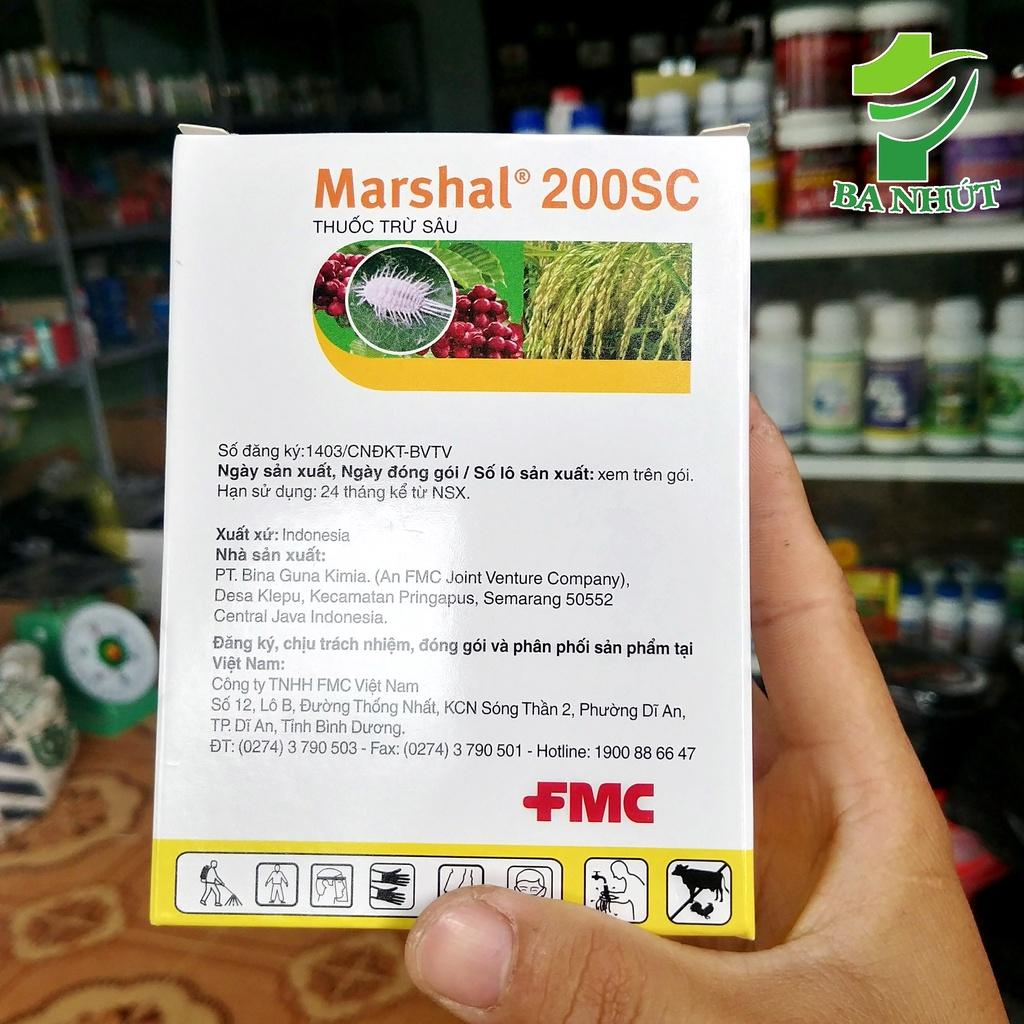 BA NHÚT
Marshal® 200SC
THUỐC TRỪ SÂU
Số đăng ký:1403/CNĐKT-BVTV
Ngày sản xuất, Ngày đóng gói / Số lô sản xuất: xem trên gói.
Hạn sử dụng: 24 tháng kể từ NSX.
Xuất xứ: Indonesia
Nhà sản xuất:
PT. Bina Guna Kimia. (An FMC Joint Venture Company),
Desa Klepu, Kecamatan Pringapus, Semarang 50552
Central Java Indonesia.
Đăng ký, chịu trách nhiệm, đóng gói và phân phối sản phẩm tại
Việt Nam:
Công ty TNHH FMC Việt Nam
Số 12, Lô B, Đường Thống Nhất, KCN Sóng Thần 2, Phường Dĩ An,
TP. Dĩ An, Tỉnh Bình Dương.
ĐT: (0274) 3 790 503 - Fax: (0274) 3 790 501 - Hotline: 1900 88 66 47
FMC